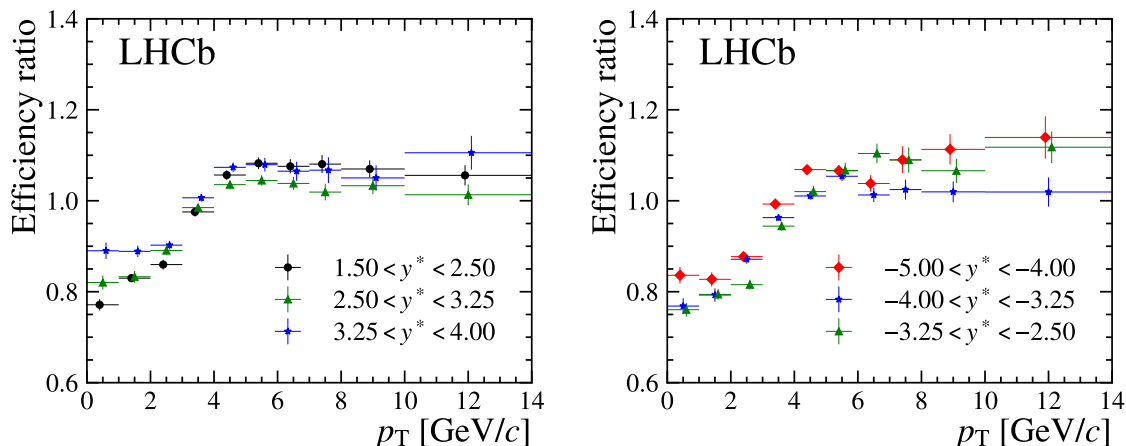 Efficiency ratio
1.4
1.2
1.0
0.8
0.6
LHCb
1.50 < y* < 2.50
2.50 < y* < 3.25
3.25 < y* < 4.00
0 2 4 6 8 10 12 14
pT [GeV/c]
Efficiency ratio
1.4
1.2
1.0
0.8
0.6
LHCb
−5.00 < y* < −4.00
−4.00 < y* < −3.25
−3.25 < y* < −2.50
0 2 4 6 8 10 12 14
pT [GeV/c]